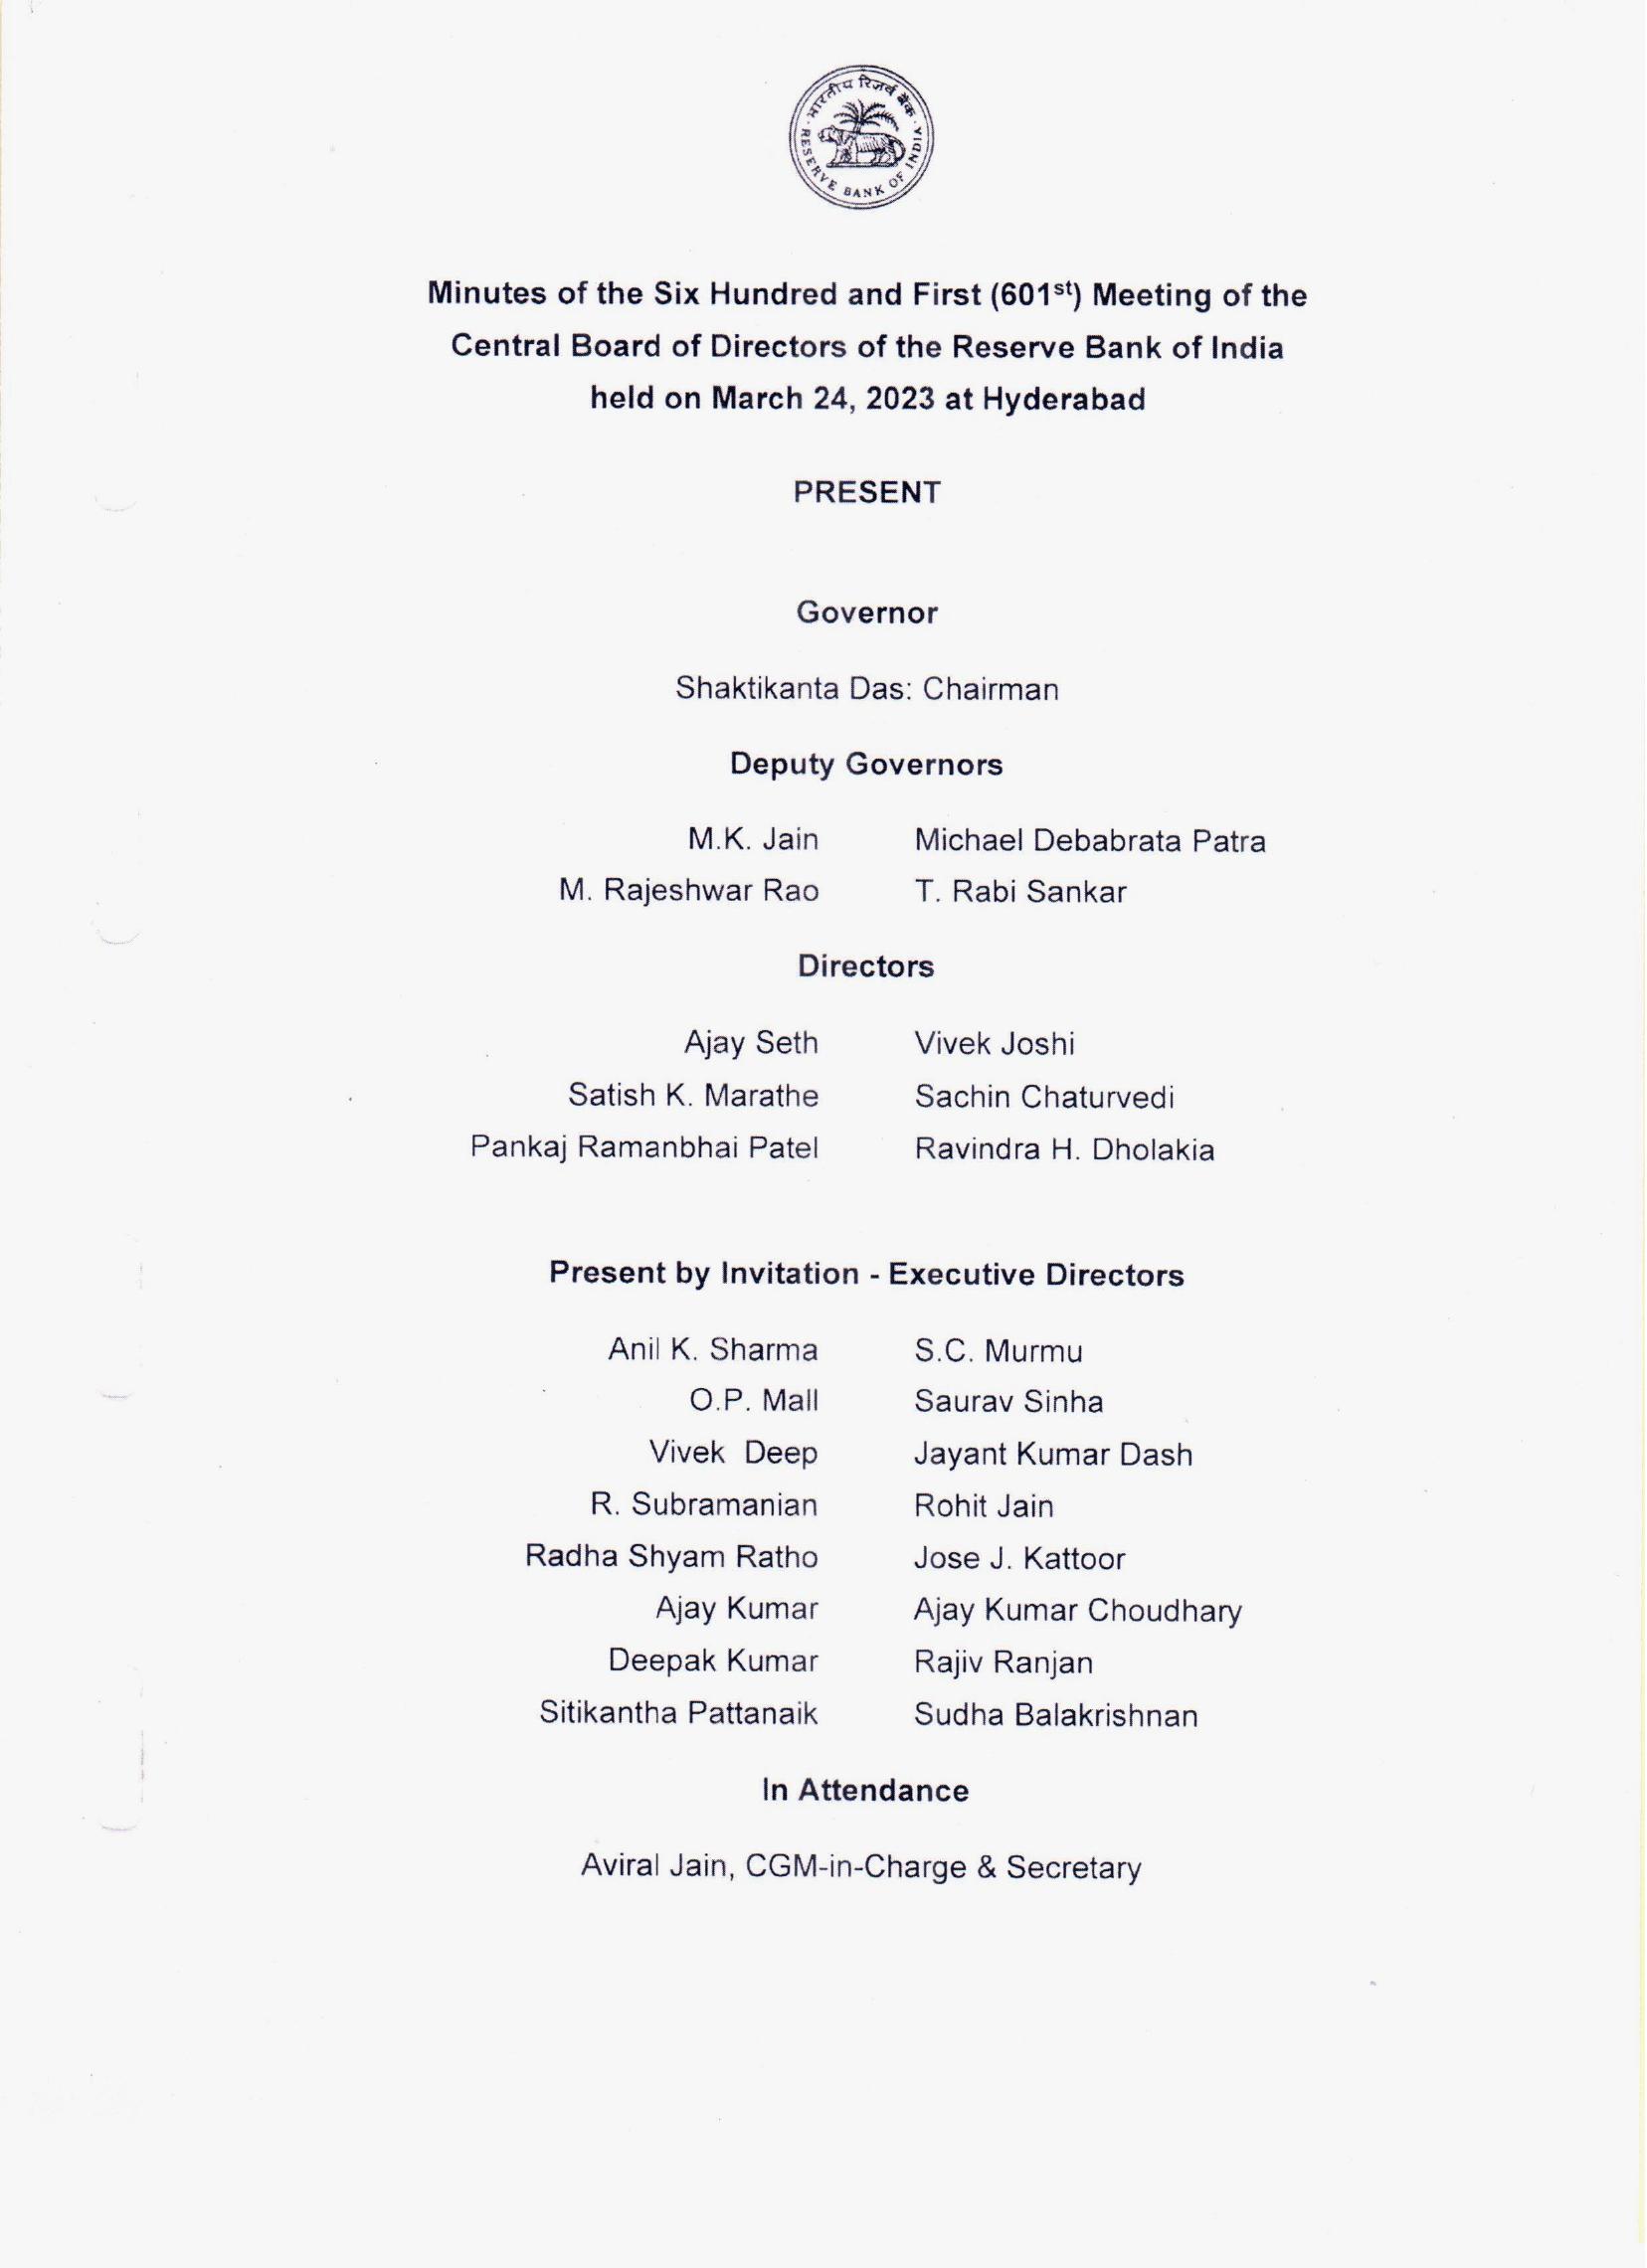 भारतीय रिज़र्व बैंक
RESERVE BANK OF INDIA
Minutes of the Six Hundred and First (601st) Meeting of the
Central Board of Directors of the Reserve Bank of India
held on March 24, 2023 at Hyderabad
PRESENT
Governor
Shaktikanta Das: Chairman
Deputy Governors
M.K. Jain Michael Debabrata Patra
M. Rajeshwar Rao T. Rabi Sankar
Directors
Ajay Seth Vivek Joshi
Satish K. Marathe Sachin Chaturvedi
Pankaj Ramanbhai Patel Ravindra H. Dholakia
Present by Invitation - Executive Directors
Anil K. Sharma S.C. Murmu
O.P. Mall Saurav Sinha
Vivek Deep Jayant Kumar Dash
R. Subramanian Rohit Jain
Radha Shyam Ratho Jose J. Kattoor
Ajay Kumar Ajay Kumar Choudhary
Deepak Kumar Rajiv Ranjan
Sitikantha Pattanaik Sudha Balakrishnan
In Attendance
Aviral Jain, CGM-in-Charge & Secretary